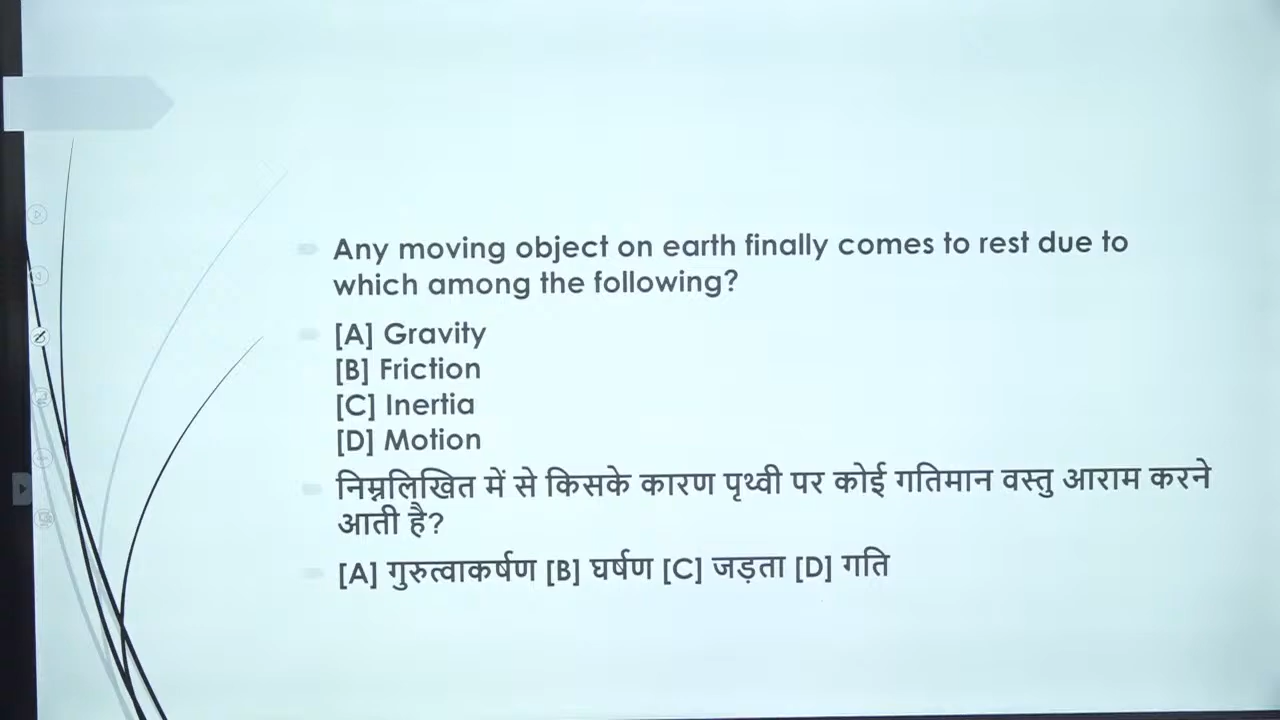 Any moving object on earth finally comes to rest due to
which among the following?
[A] Gravity
[B] Friction
[C] Inertia
[D] Motion
निम्नलिखित में से किसके कारण पृथ्वी पर कोई गतिमान वस्तु आराम करने
आती है?
[A] गुरुत्वाकर्षण [B] घर्षण [C] जड़ता [D] गति